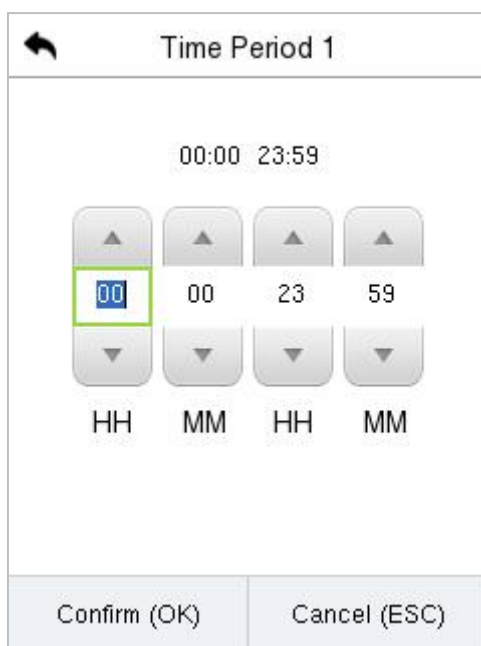 Time Period 1
00:00 23:59
00 00 23 59
HH MM HH MM
Confirm (OK) Cancel (ESC)